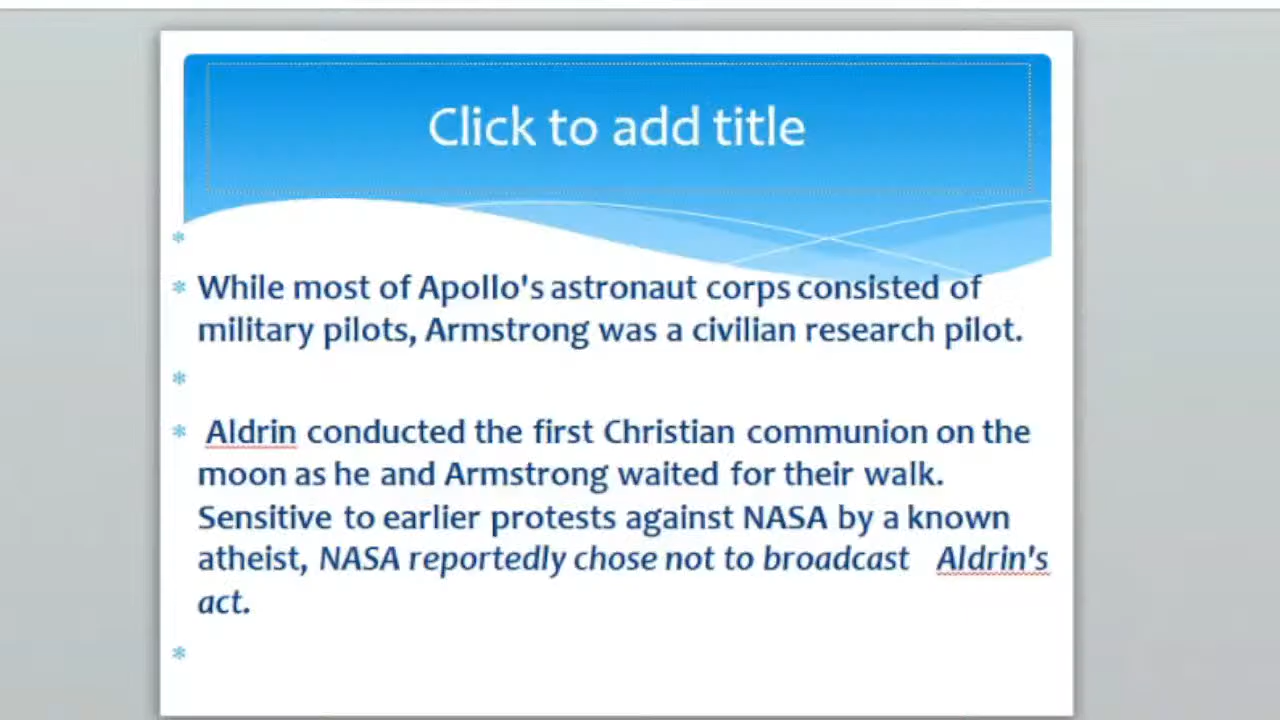 Click to add title
While most of Apollo's astronaut corps consisted of
military pilots, Armstrong was a civilian research pilot.
Aldrin conducted the first Christian communion on the
moon as he and Armstrong waited for their walk.
Sensitive to earlier protests against NASA by a known
atheist, NASA reportedly chose not to broadcast Aldrin's
act.